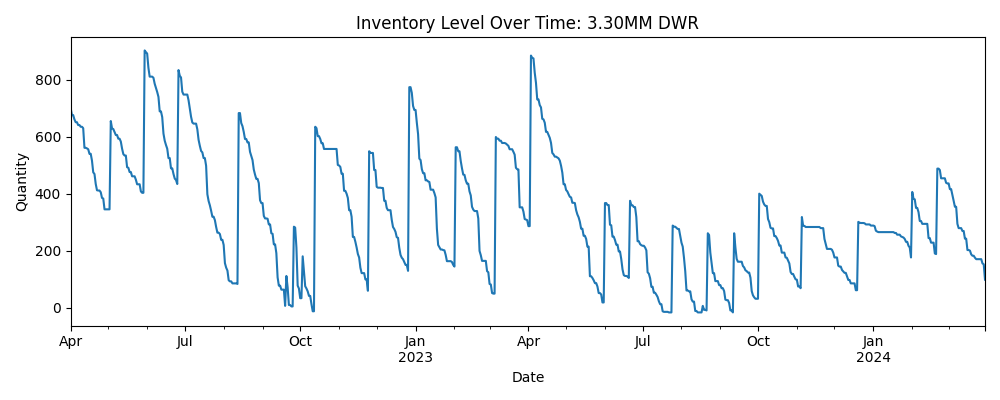 Inventory Level Over Time: 3.30MM DWR
Quantity
800
600
400
200
0
Apr
Jul
Oct
Jan
2023
Apr
Jul
Oct
Jan
2024
Date